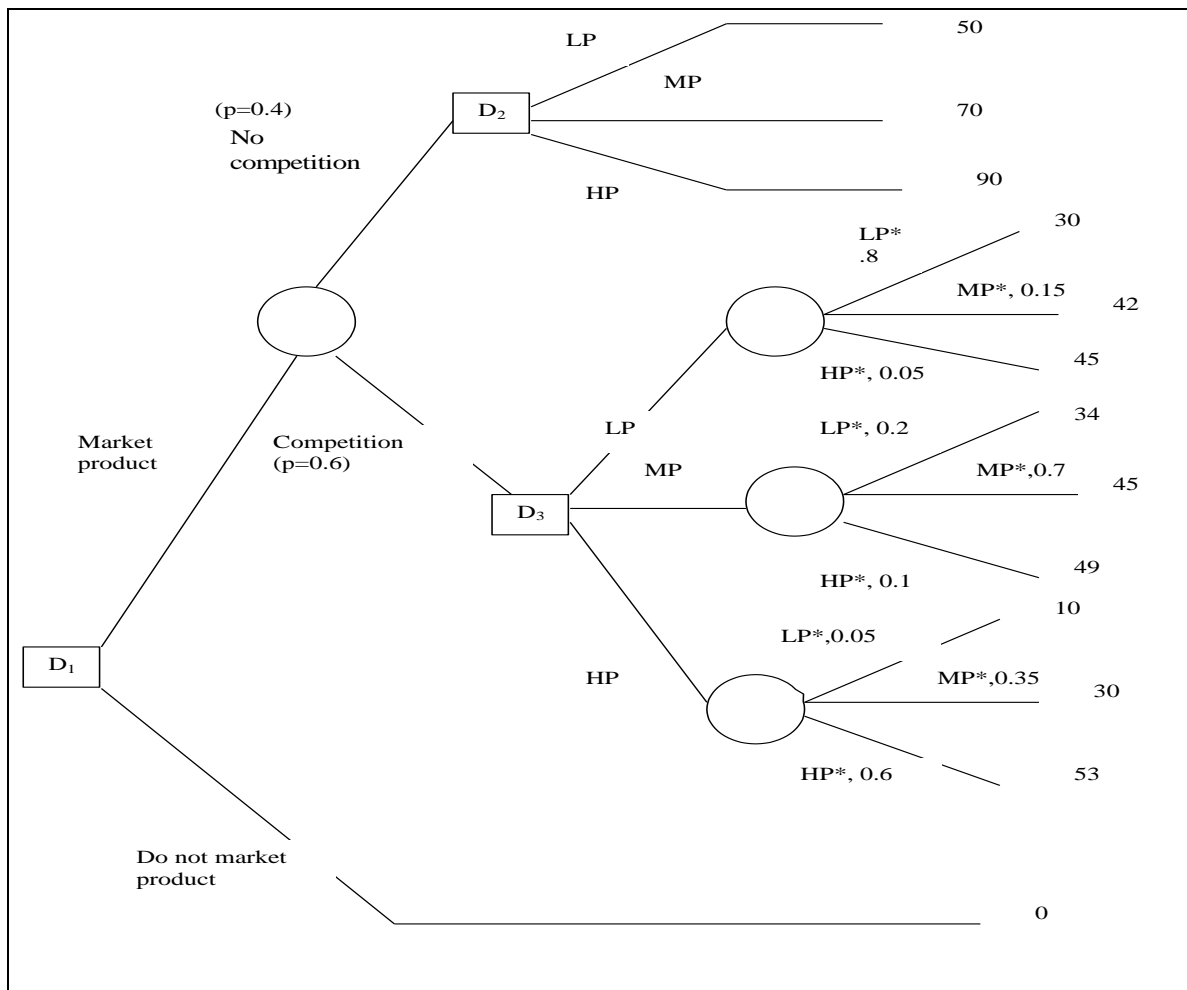 50
LP
MP
(p=0.4)
No
competition
D₂
70
HP
90
LP*
.8
30
MP*, 0.15
42
HP*, 0.05
45
Market
product
Competition
(p=0.6)
LP
LP*, 0.2
34
MP
MP*,0.7
45
D₃
HP*, 0.1
49
LP*,0.05
10
D₁
HP
MP*,0.35
30
HP*, 0.6
53
Do not market
product
0